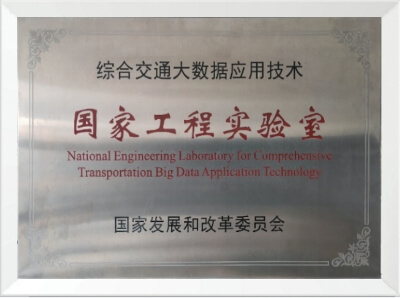 综合交通大数据应用技术
国家工程实验室
National Engineering Laboratory for Comprehensive
Transportation Big Data Application Technology
国家发展和改革委员会